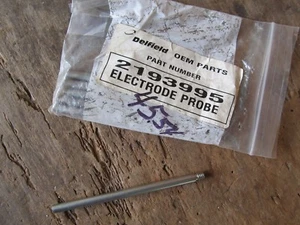 Delfield OEM PARTS
PART NUMBER
2193995
ELECTRODE PROBE